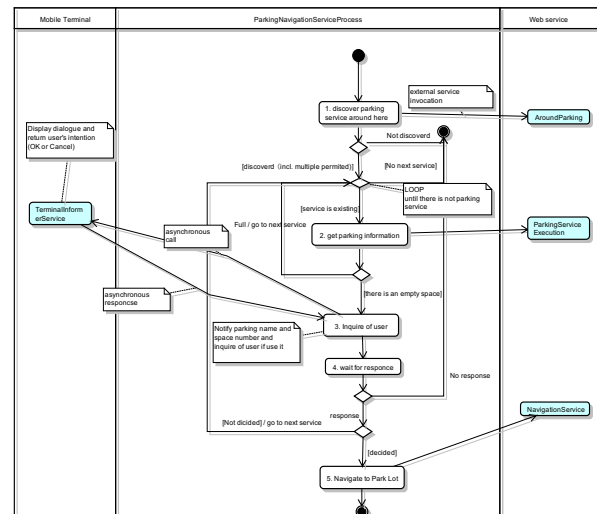 Mobile Terminal
ParkingNavigationServiceProcess
Web service
external service
invocation
1. discover parking
service around here
AroundParking
Display dialogue and
return user's intention
(OK or Cancel)
Not discoverd
[discoverd (incl. multiple permited)]
[No next service]
LOOP
until there is not parking
service
TerminalInform
erService
[service is existing]
Full / go to next service
asynchronous
call
2. get parking information
ParkingService
Execution
asynchronous
responcse
[there is an empty space]
Notify parking name and
space number and
inquire of user if use it
3. Inquire of user
4. wait for responce
No response
response
NavigationService
[Not dicided] / go to next service
[decided]
5. Navigate to Park Lot